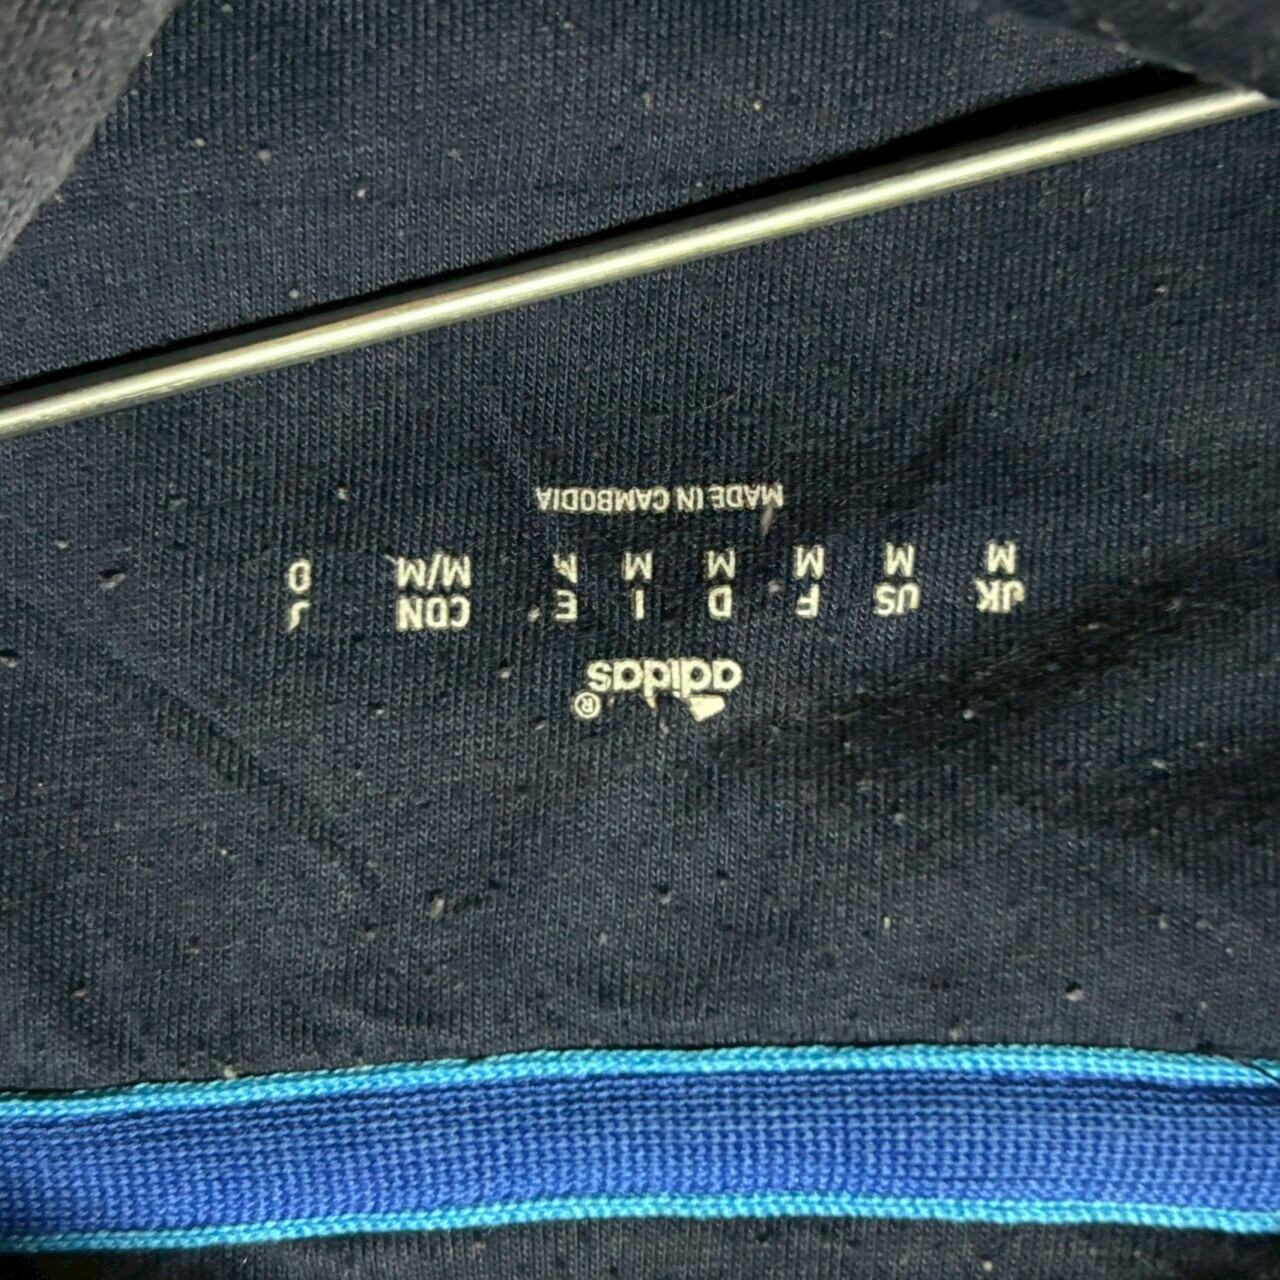 adidas®
UK US F D I E CDN J
M M M M M M M/M O
MADE IN CAMBODIA